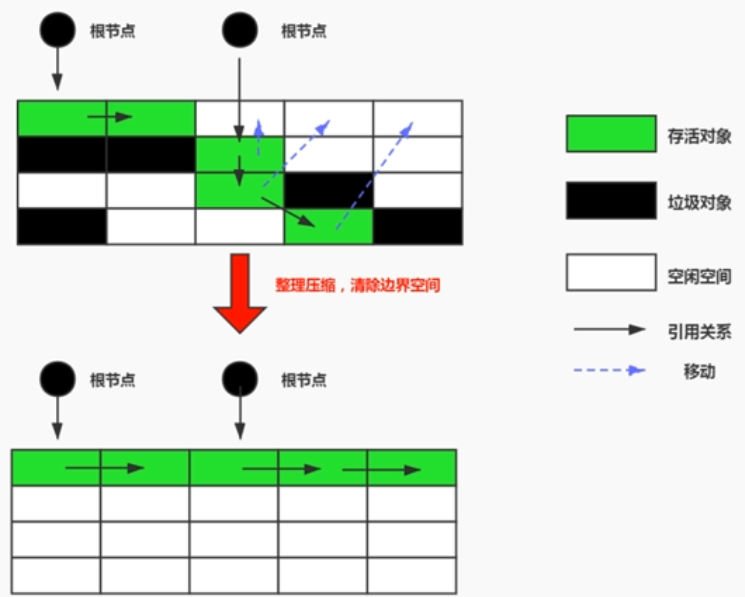 根节点
根节点
存活对象
垃圾对象
空闲空间
整理压缩，清除边界空间
引用关系
移动
根节点
根节点